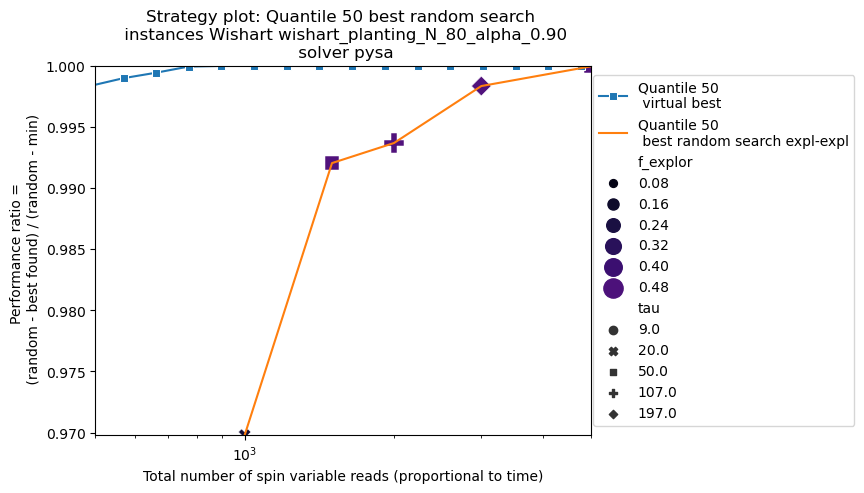 Strategy plot: Quantile 50 best random search
instances Wishart wishart_planting_N_80_alpha_0.90
solver pysa
Performance ratio =
(random - best found) / (random - min)
1.000
0.995
0.990
0.985
0.980
0.975
0.970
10^3
Total number of spin variable reads (proportional to time)
Quantile 50
virtual best
Quantile 50
best random search expl-expl
f_explor
0.08
0.16
0.24
0.32
0.40
0.48
tau
9.0
20.0
50.0
107.0
197.0